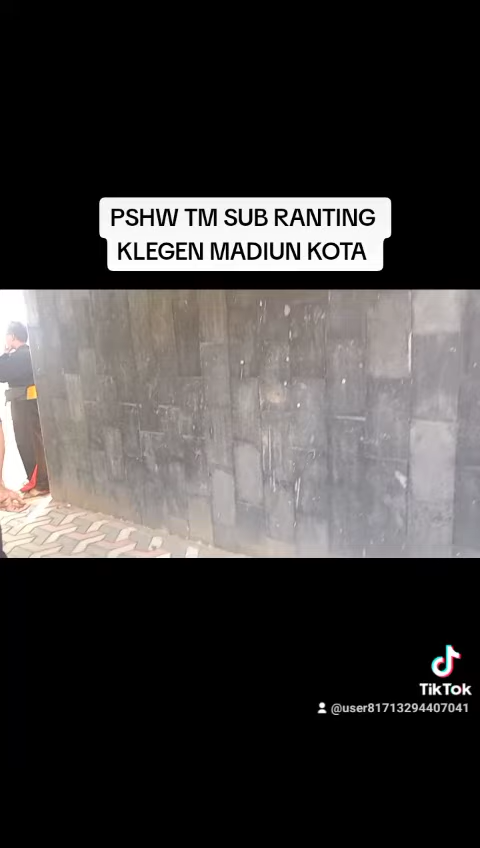 PSHW TM SUB RANTING
KLEGEN MADIUN KOTA
TikTok
@user81713294407041